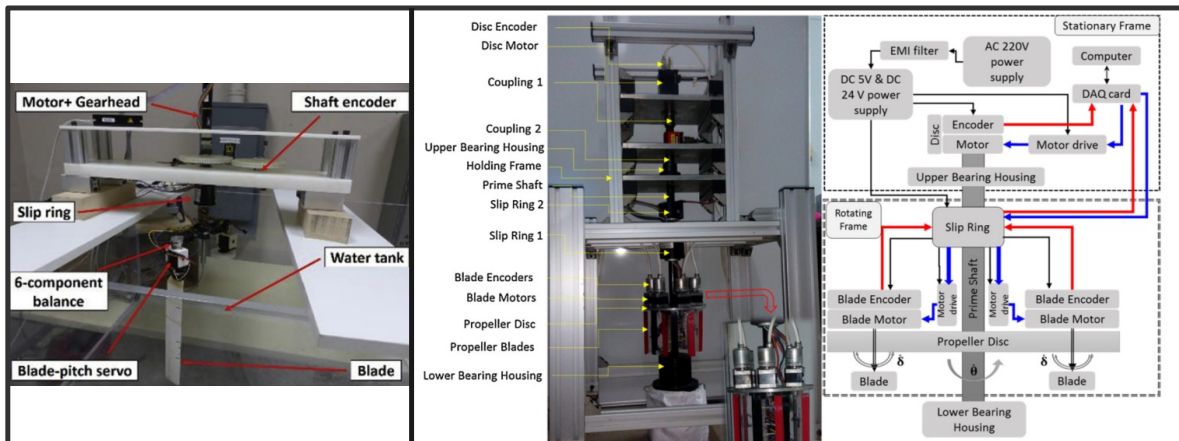 Motor+ Gearhead
Shaft encoder
Slip ring
6-component
balance
Water tank
Blade-pitch servo
Blade
Disc Encoder
Disc Motor
Coupling 1
Coupling 2
Upper Bearing Housing
Holding Frame
Prime Shaft
Slip Ring 2
Slip Ring 1
Blade Encoders
Blade Motors
Propeller Disc
Propeller Blades
Lower Bearing Housing
Stationary Frame
EMI filter
AC 220V
power
supply
Computer
DC 5V & DC
24 V power
supply
DAQ card
Disc
Encoder
Motor
Motor drive
Upper Bearing Housing
Rotating
Frame
Slip Ring
Prime Shaft
Blade Encoder
Motor
drive
Motor
drive
Blade Encoder
Blade Motor
Blade Motor
Propeller Disc
δ̇
θ̇
δ̇
Blade
Blade
Lower Bearing
Housing